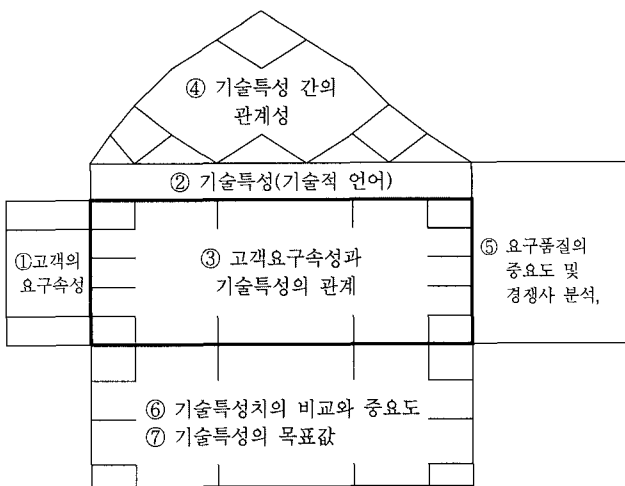 ④ 기술특성 간의
관계성
② 기술특성(기술적 언어)
①고객의
요구속성
③ 고객요구속성과
기술특성의 관계
⑤ 요구품질의
중요도 및
경쟁사 분석,
⑥ 기술특성치의 비교와 중요도
⑦ 기술특성의 목표값